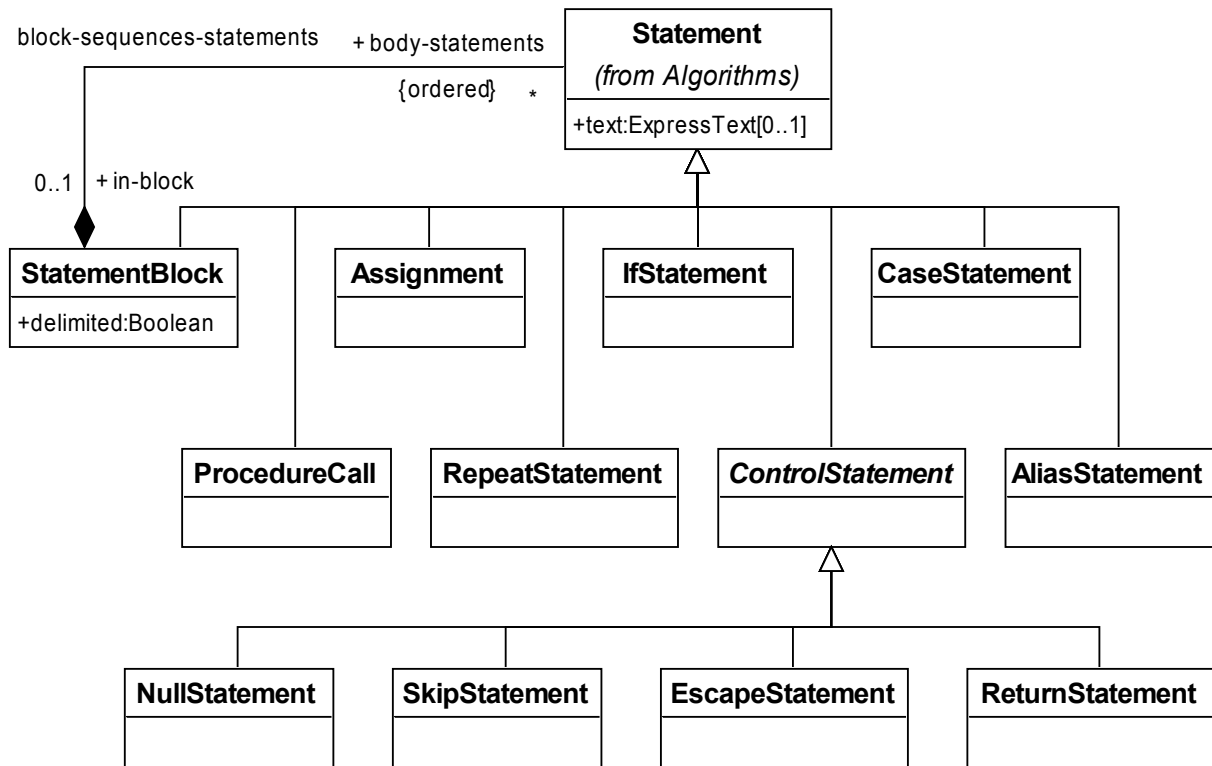 block-sequences-statements
+ body-statements
{ordered} *
Statement
(from Algorithms)
+text:ExpressText[0..1]
0..1 + in-block
StatementBlock
+delimited:Boolean
Assignment
IfStatement
CaseStatement
ProcedureCall
RepeatStatement
ControlStatement
AliasStatement
NullStatement
SkipStatement
EscapeStatement
ReturnStatement